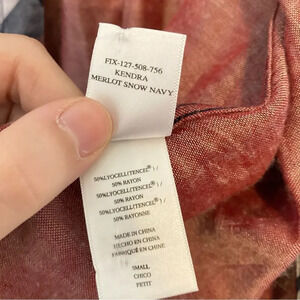 FIX-127-508-756
KENDRA
MERLOT SNOW NAVY
50%LYOCELL(TENCEL®) /
50% RAYON
50%LYOCELL(TENCEL®) /
50% RAYON
50%LYOCELL(TENCEL®) /
50% RAYONNE
MADE IN CHINA
HECHO EN CHINA
FABRIQUÉ EN CHINE
SMALL
CHICO
PETIT